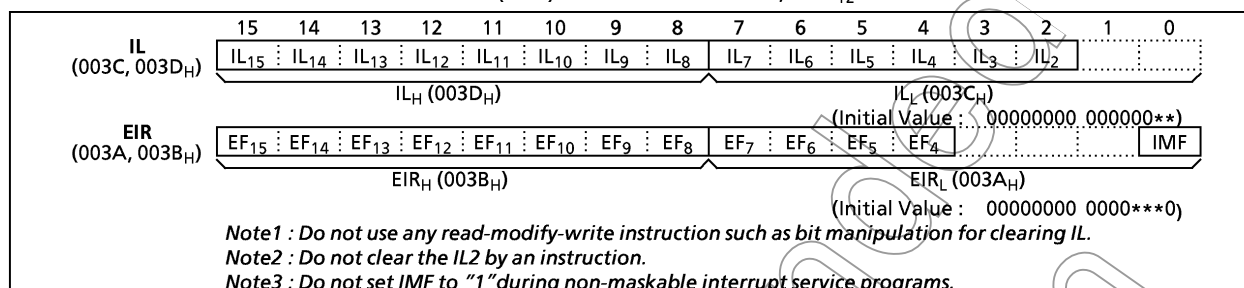 15 14 13 12 11 10 9 8 7 6 5 4 3 2 1 0
IL
(003C, 003DH)
IL15 IL14 IL13 IL12 IL11 IL10 IL9 IL8 IL7 IL6 IL5 IL4 IL3 IL2
ILH (003DH) ILL (003CH)
(Initial Value : 00000000 000000**)
EIR
(003A, 003BH)
EF15 EF14 EF13 EF12 EF11 EF10 EF9 EF8 EF7 EF6 EF5 EF4 IMF
EIRH (003BH) EIRL (003AH)
(Initial Value : 00000000 0000***0)
Note1 : Do not use any read-modify-write instruction such as bit manipulation for clearing IL.
Note2 : Do not clear the IL2 by an instruction.
Note3 : Do not set IMF to "1" during non-maskable interrupt service programs.